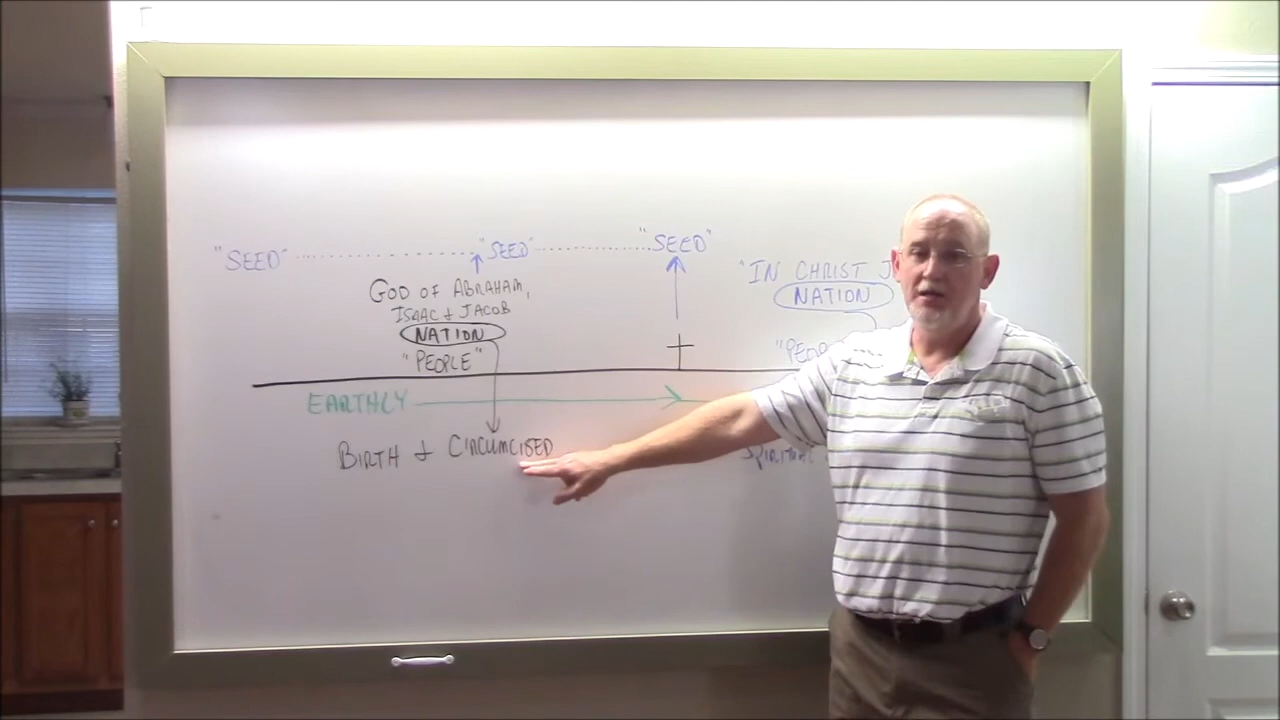 "SEED" "SEED" "SEED"
GOD OF ABRAHAM,
ISAAC & JACOB
NATION
"PEOPLE"
"IN CHRIST
NATION
EARTHLY
BIRTH & CIRCUMCISED